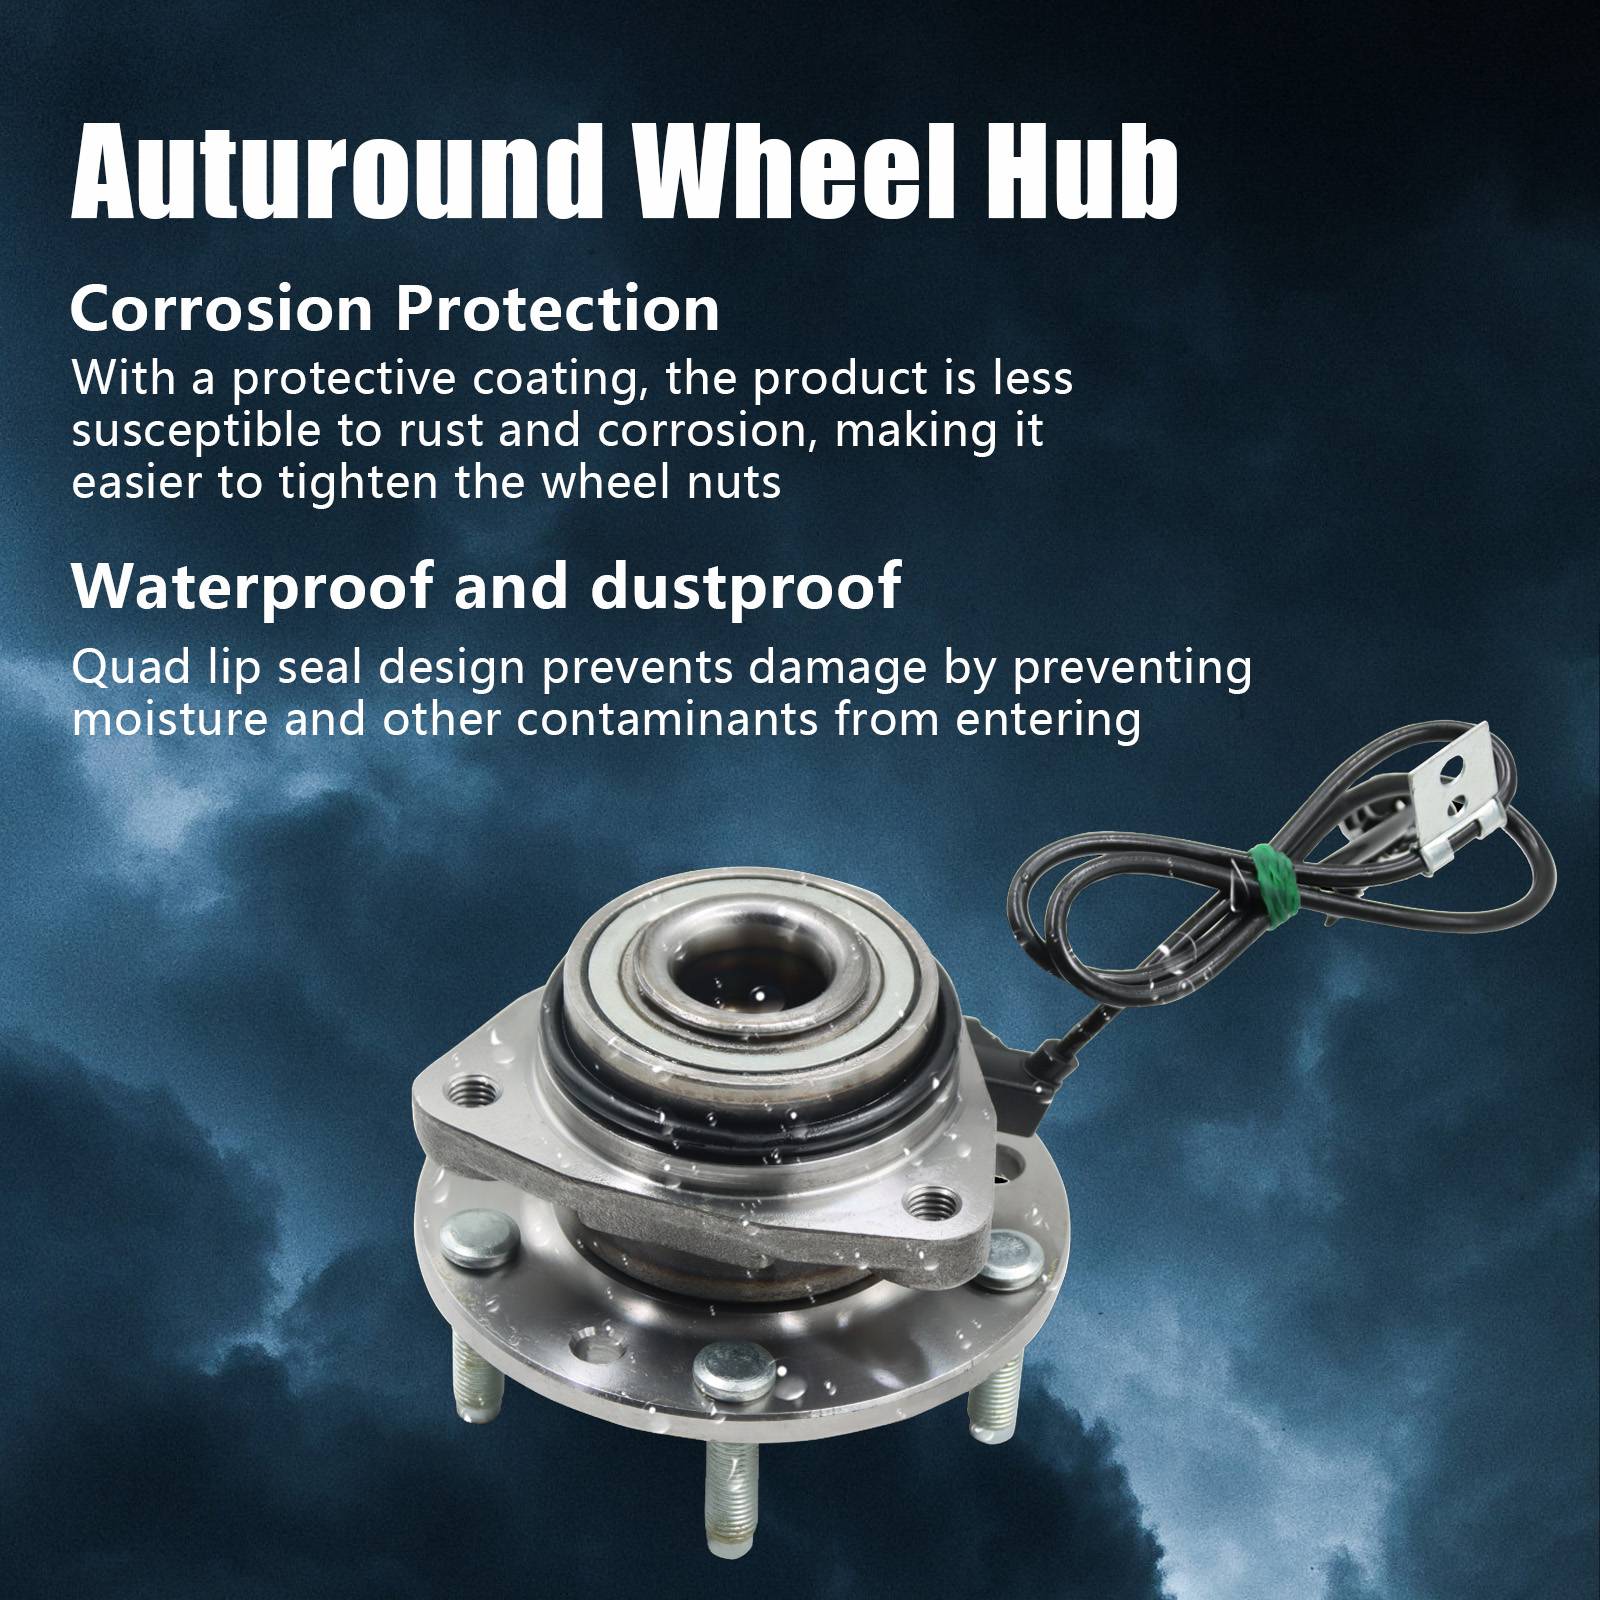 Auturound Wheel Hub
Corrosion Protection
With a protective coating, the product is less
susceptible to rust and corrosion, making it
easier to tighten the wheel nuts
Waterproof and dustproof
Quad lip seal design prevents damage by preventing
moisture and other contaminants from entering